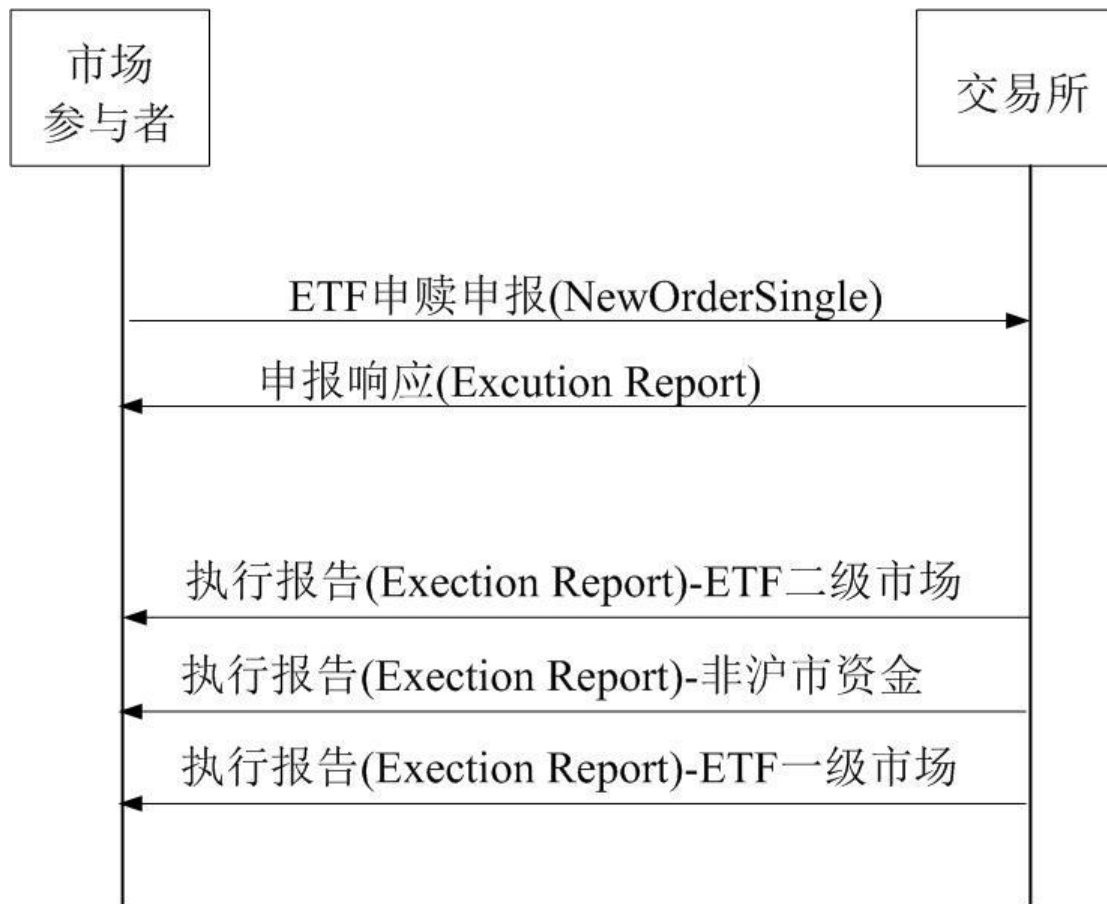 市场
参与者
交易所
ETF申赎申报(NewOrderSingle)
申报响应(Excution Report)
执行报告(Exection Report)-ETF二级市场
执行报告(Exection Report)-非沪市资金
执行报告(Exection Report)-ETF一级市场